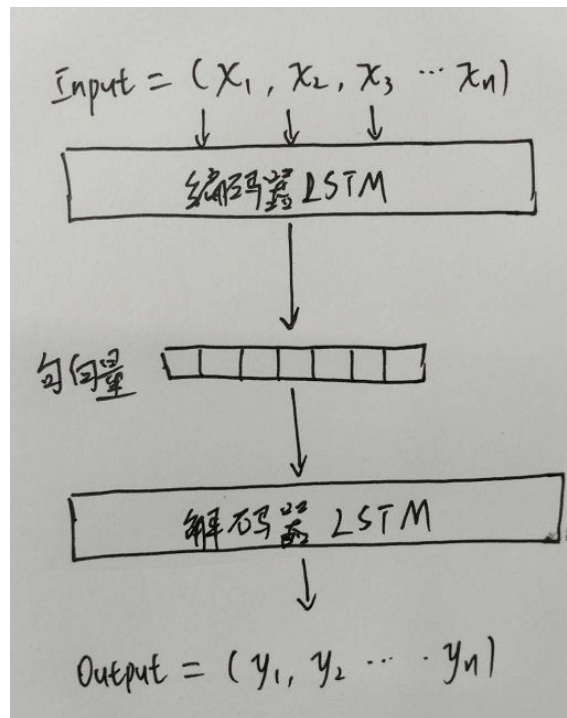 Input = (x₁, x₂, x₃ ⋯ xₙ)
编码器 LSTM
句向量
解码器 LSTM
Output = (y₁, y₂ ⋯ ⋅ yₙ)